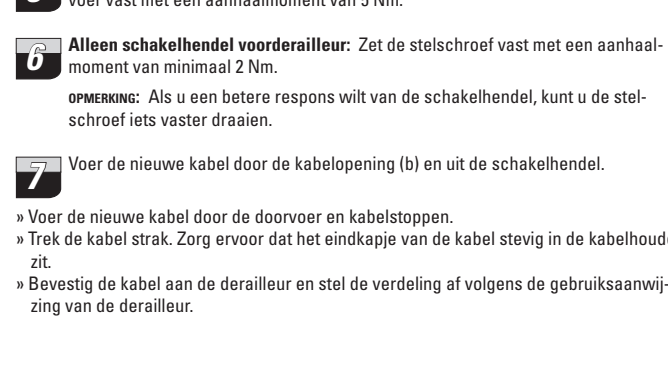 voer vast met een aanhaalmoment van 5 Nm.
6 Alleen schakelhendel voorderailleur: Zet de stelschroef vast met een aanhaal-
moment van minimaal 2 Nm.
OPMERKING: Als u een betere respons wilt van de schakelhendel, kunt u de stel-
schroef iets vaster draaien.
7 Voer de nieuwe kabel door de kabelopening (b) en uit de schakelhendel.
» Voer de nieuwe kabel door de doorvoer en kabelstoppen.
» Trek de kabel strak. Zorg ervoor dat het eindkapje van de kabel stevig in de kabelhoude
zit.
» Bevestig de kabel aan de derailleur en stel de verdeling af volgens de gebruiksaanwij-
zing van de derailleur.